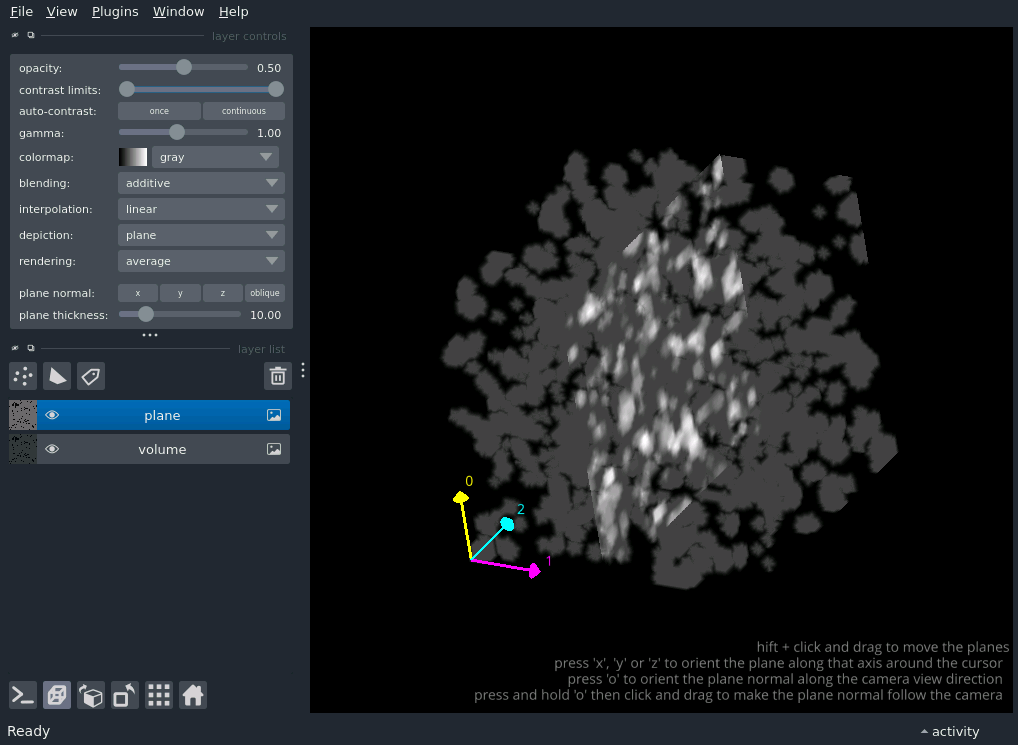 File View Plugins Window Help
layer controls
opacity: 0.50
contrast limits:
auto-contrast: once continuous
gamma: 1.00
colormap: gray
blending: additive
interpolation: linear
depiction: plane
rendering: average
plane normal: x y z oblique
plane thickness: 10.00
layer list
plane
volume
0
2
1
hift + click and drag to move the planes
press 'x', 'y' or 'z' to orient the plane along that axis around the cursor
press 'o' to orient the plane normal along the camera view direction
press and hold 'o' then click and drag to make the plane normal follow the camera
Ready
activity